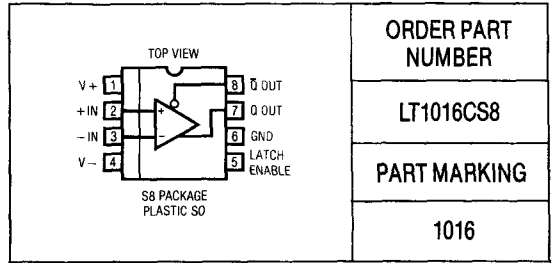 TOP VIEW
V+ 1
+IN 2
-IN 3
V- 4
+
-
8 Q̅ OUT
7 Q OUT
6 GND
5 LATCH
ENABLE
S8 PACKAGE
PLASTIC SO
ORDER PART
NUMBER
LT1016CS8
PART MARKING
1016